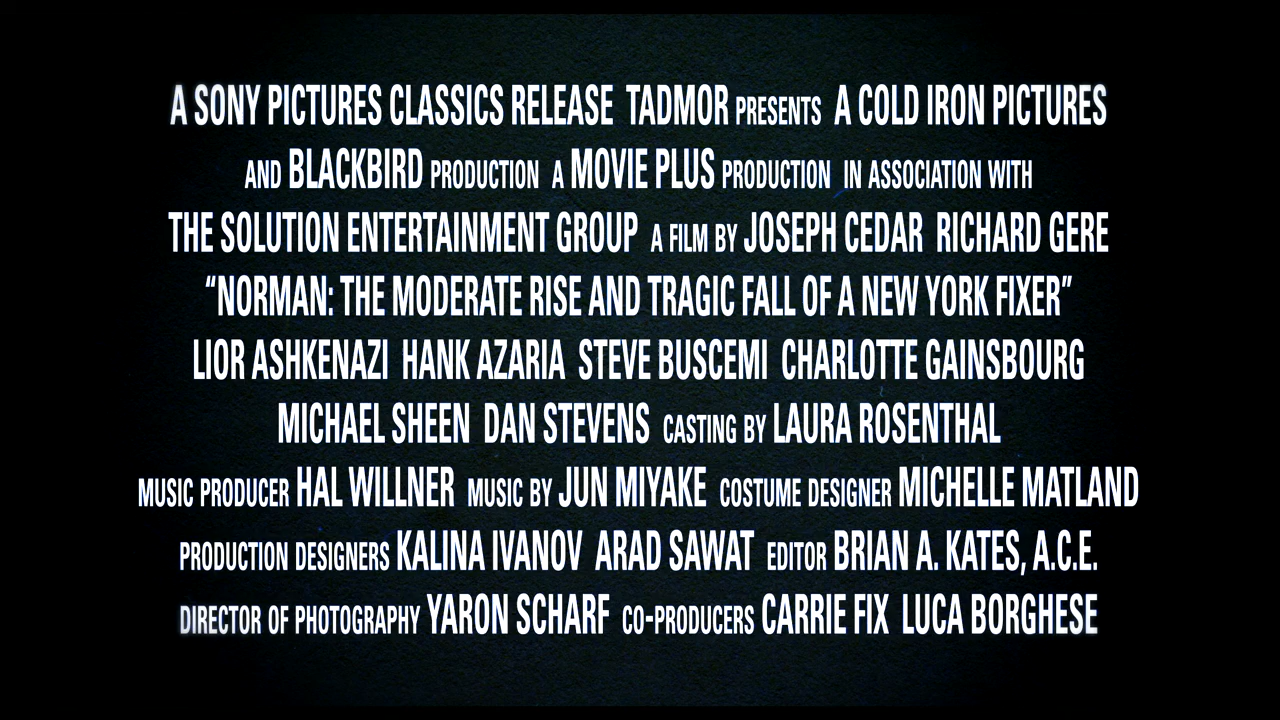 A SONY PICTURES CLASSICS RELEASE TADMOR PRESENTS A COLD IRON PICTURES
AND BLACKBIRD PRODUCTION A MOVIE PLUS PRODUCTION IN ASSOCIATION WITH
THE SOLUTION ENTERTAINMENT GROUP A FILM BY JOSEPH CEDAR RICHARD GERE
“NORMAN: THE MODERATE RISE AND TRAGIC FALL OF A NEW YORK FIXER”
LIOR ASHKENAZI HANK AZARIA STEVE BUSCEMI CHARLOTTE GAINSBOURG
MICHAEL SHEEN DAN STEVENS CASTING BY LAURA ROSENTHAL
MUSIC PRODUCER HAL WILLNER MUSIC BY JUN MIYAKE COSTUME DESIGNER MICHELLE MATLAND
PRODUCTION DESIGNERS KALINA IVANOV ARAD SAWAT EDITOR BRIAN A. KATES, A.C.E.
DIRECTOR OF PHOTOGRAPHY YARON SCHARF CO-PRODUCERS CARRIE FIX LUCA BORGHESE